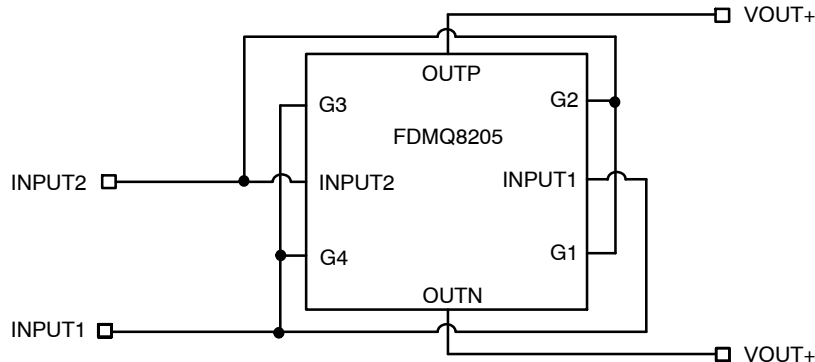 VOUT+
OUTP
G3
G2
FDMQ8205
INPUT2
INPUT2
INPUT1
G4
G1
OUTN
INPUT1
VOUT+